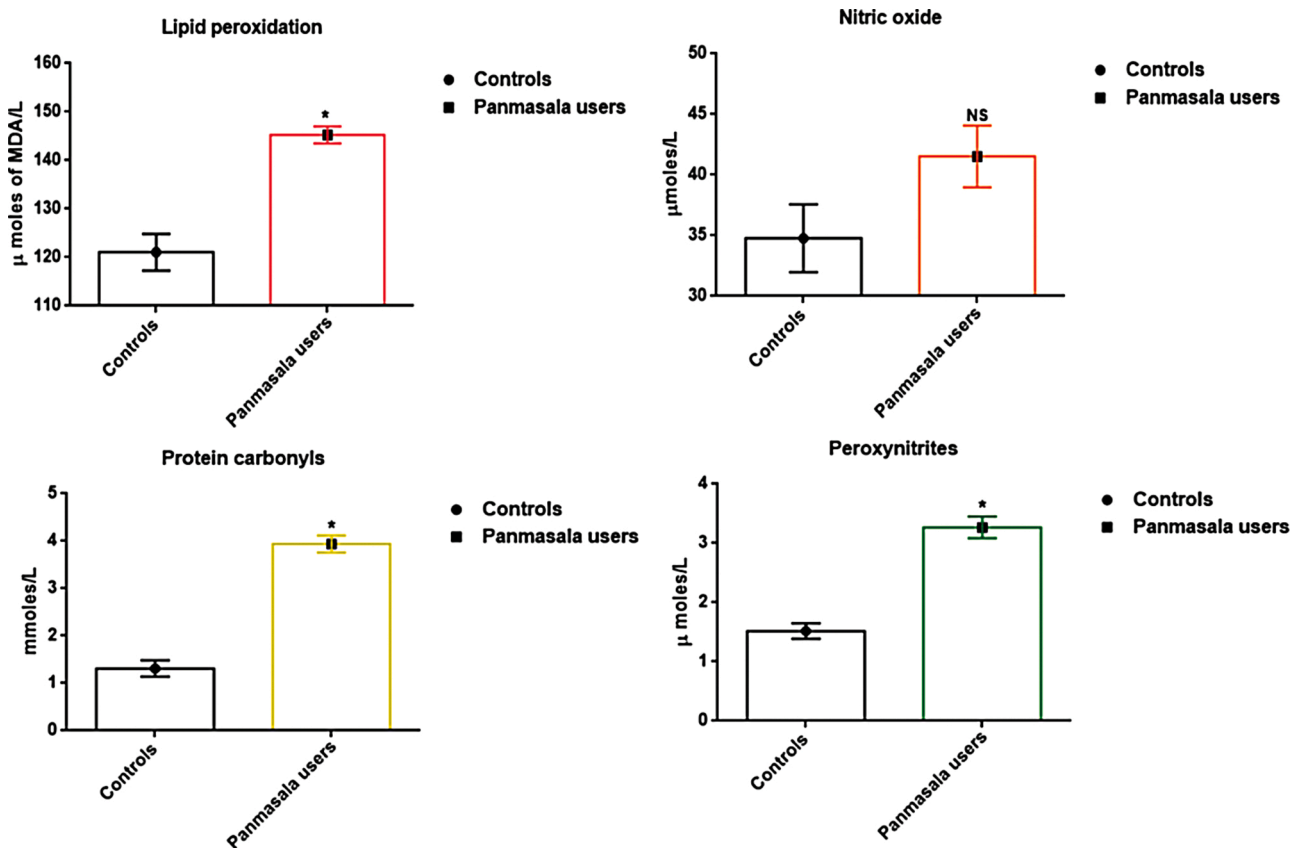 Lipid peroxidation
160
150
140
130
120
110
μ moles of MDA/L
*
Controls
Panmasala users
Controls
Panmasala users
Nitric oxide
50
45
40
35
30
μmoles/L
NS
Controls
Panmasala users
Controls
Panmasala users
Protein carbonyls
5
4
3
2
1
0
mmoles/L
*
Controls
Panmasala users
Controls
Panmasala users
Peroxynitrites
4
3
2
1
0
μ moles/L
*
Controls
Panmasala users
Controls
Panmasala users